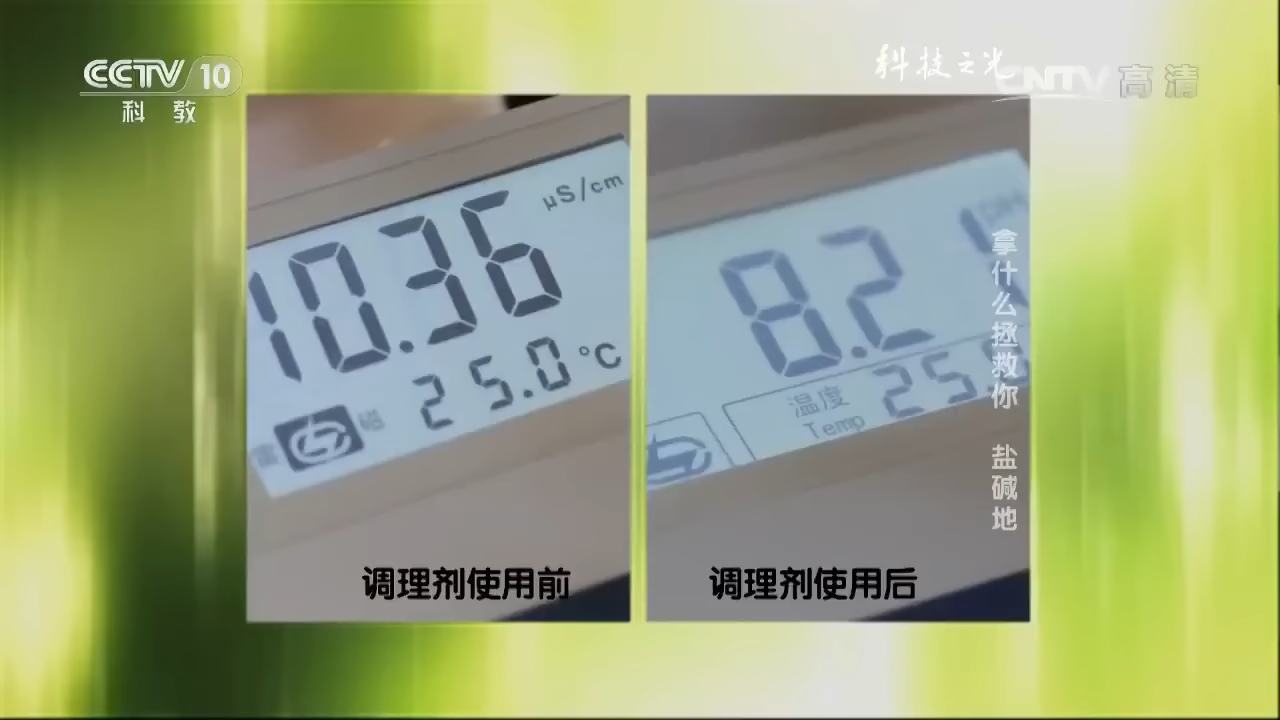 CCTV 10
科教
科技之光
CNTV 高清
10.36 μS/cm
25.0 °C
调理剂使用前
8.21 pH
温度
Temp
25.
调理剂使用后
拿什么拯救你 盐碱地